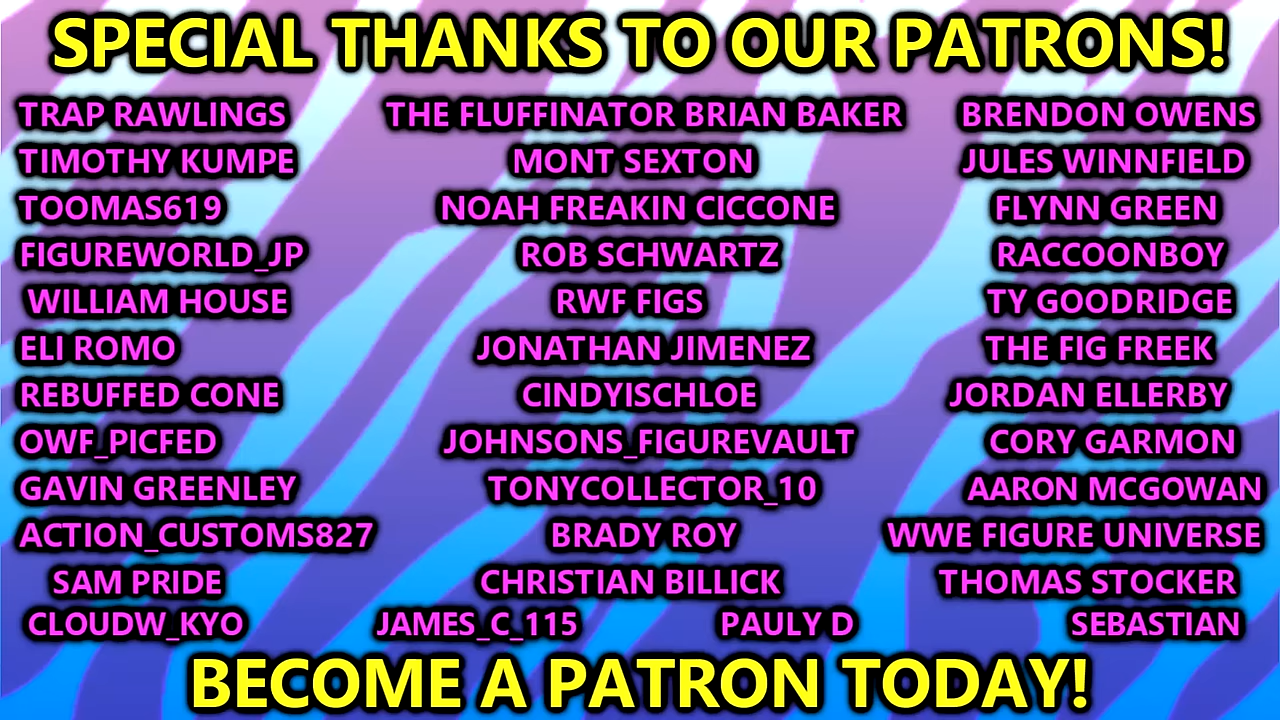 SPECIAL THANKS TO OUR PATRONS!
TRAP RAWLINGS THE FLUFFINATOR BRIAN BAKER BRENDON OWENS
TIMOTHY KUMPE MONT SEXTON JULES WINNFIELD
TOOMAS619 NOAH FREAKIN CICCONE FLYNN GREEN
FIGUREWORLD_JP ROB SCHWARTZ RACCOONBOY
WILLIAM HOUSE RWF FIGS TY GOODRIDGE
ELI ROMO JONATHAN JIMENEZ THE FIG FREEK
REBUFFED CONE CINDYISCHLOE JORDAN ELLERBY
OWF_PICFED JOHNSONS_FIGUREVAULT CORY GARMON
GAVIN GREENLEY TONYCOLLECTOR_10 AARON MCGOWAN
ACTION_CUSTOMS827 BRADY ROY WWE FIGURE UNIVERSE
SAM PRIDE CHRISTIAN BILLICK THOMAS STOCKER
CLOUDW_KYO JAMES_C_115 PAULY D SEBASTIAN
BECOME A PATRON TODAY!